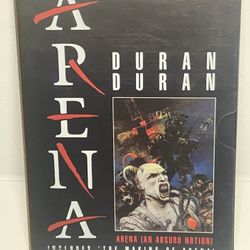 ARENA
DURAN
DURAN
ARENA (AN ABSURD NOTION)
INCLUDES 'THE MAKING OF ARENA'